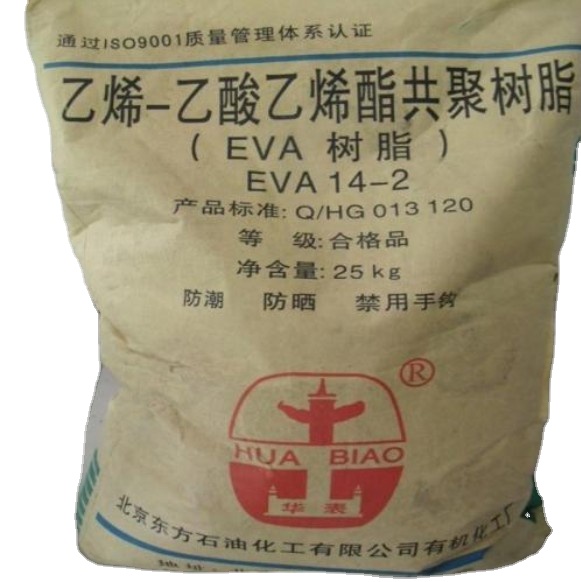 通过ISO9001质量管理体系认证
乙烯-乙酸乙烯酯共聚树脂
( EVA 树脂 )
EVA 14-2
产品标准: Q/HG 013 120
等 级: 合格品
净含量: 25 kg
防潮 防晒 禁用手钩
®
HUA BIAO
华表
北京东方石油化工有限公司有机化工厂